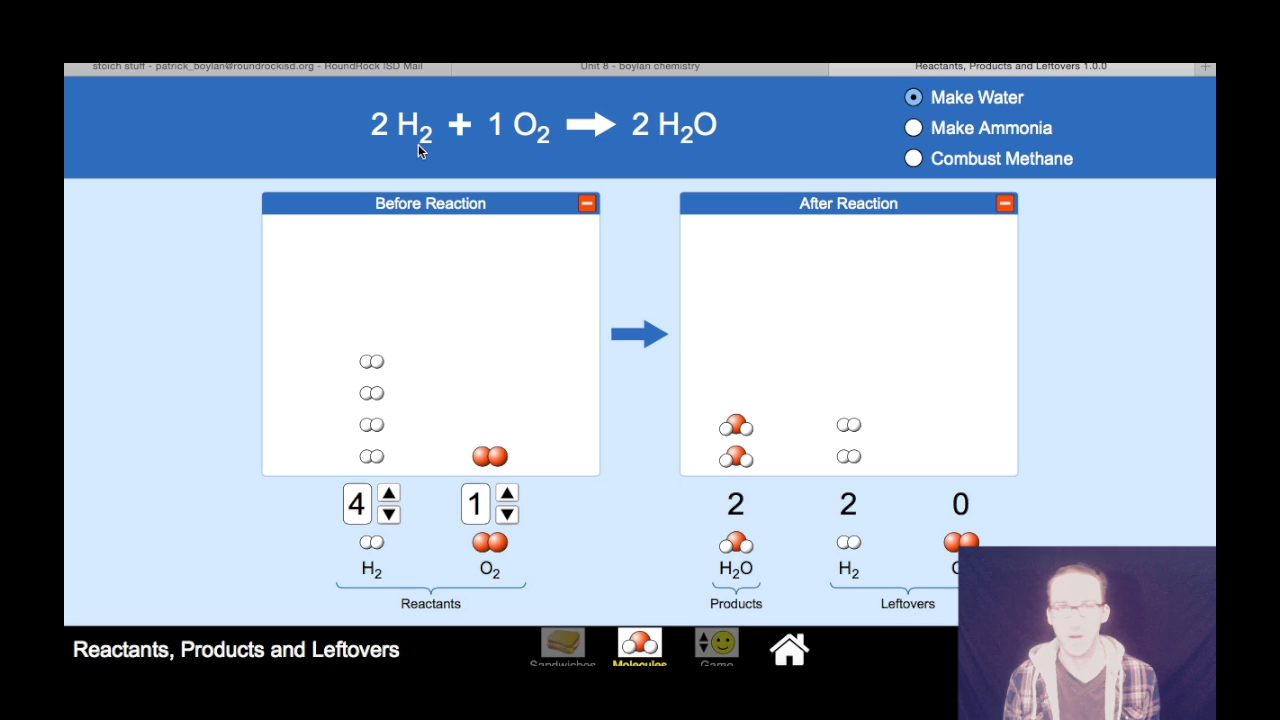 stoich stuff - patrick_boylan@roundrockisd.org - RoundRock ISD Mail
Unit 8 - boylan chemistry
Reactants, Products and Leftovers 1.0.0
+
2 H₂ + 1 O₂ → 2 H₂O
Make Water
Make Ammonia
Combust Methane
Before Reaction
After Reaction
4
1
2
2
0
H₂
O₂
H₂O
H₂
Reactants
Products
Leftovers
Reactants, Products and Leftovers
Sandwiches
Molecules
Game